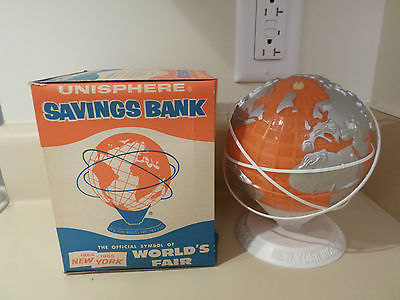 UNISPHERE®
SAVINGS BANK
THE OFFICIAL SYMBOL OF
1964 1965
NEW YORK
WORLD'S
FAIR
NEW YORK